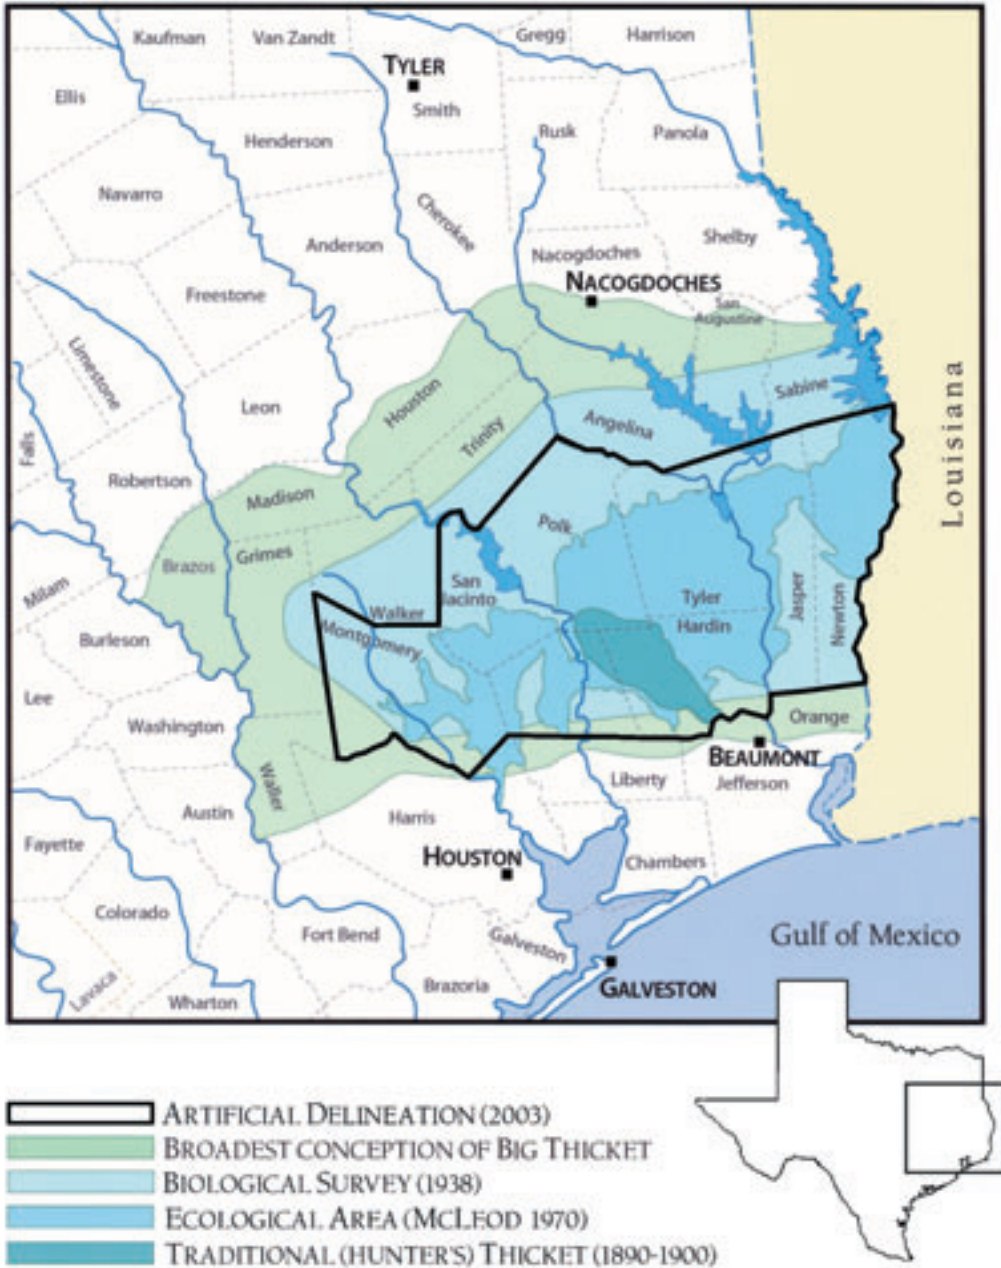 Kaufman
Van Zandt
Gregg
Harrison
TYLER
Ellis
Smith
Henderson
Rusk
Panola
Navarro
Cherokee
Anderson
Nacogdoches
Shelby
NACOGDOCHES
Freestone
San
Augustine
Limestone
Houston
Leon
Sabine
Trinity
Angelina
Falls
Louisiana
Robertson
Madison
Polk
Grimes
Brazos
Milam
San
Jacinto
Tyler
Jasper
Walker
Hardin
Newton
Burleson
Montgomery
Lee
Washington
Orange
BEAUMONT
Waller
Liberty
Jefferson
Austin
Harris
Fayette
HOUSTON
Chambers
Colorado
Fort Bend
Galveston
Gulf of Mexico
Lavaca
Wharton
Brazoria
GALVESTON
ARTIFICIAL DELINEATION (2003)
BROADEST CONCEPTION OF BIG THICKET
BIOLOGICAL SURVEY (1938)
ECOLOGICAL AREA (MCLEOD 1970)
TRADITIONAL (HUNTER'S) THICKET (1890-1900)